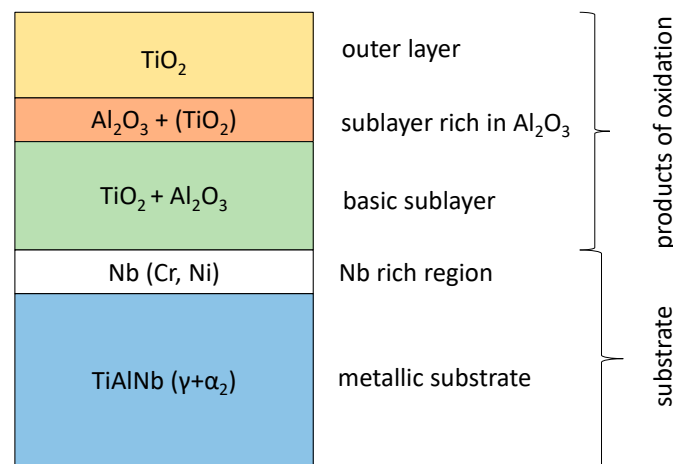 TiO₂
outer layer
Al₂O₃ + (TiO₂)
sublayer rich in Al₂O₃
TiO₂ + Al₂O₃
basic sublayer
products of oxidation
Nb (Cr, Ni)
Nb rich region
TiAlNb (γ+α₂)
metallic substrate
substrate